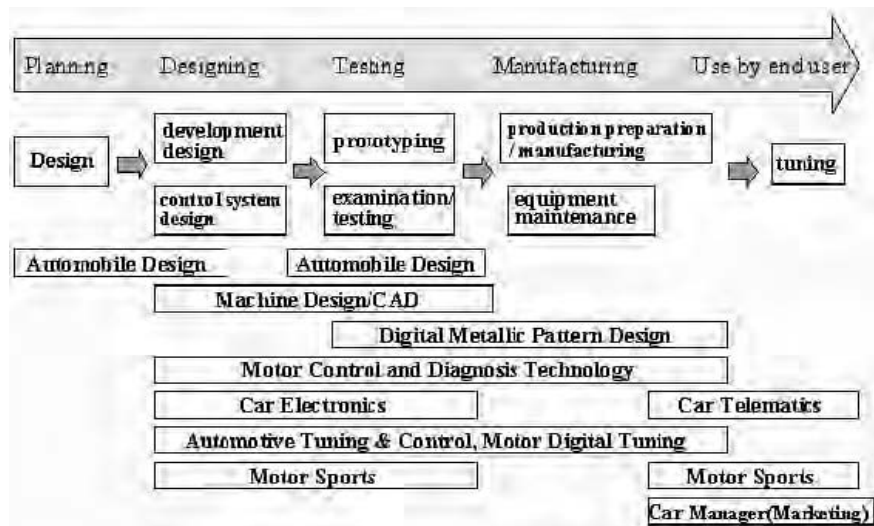 Planning Designing Testing Manufacturing Use by end user
Design
development
design
control system
design
prototyping
examination/
testing
production preparation
/manufacturing
equipment
maintenance
tuning
Automobile Design Automobile Design
Machine Design/CAD
Digital Metallic Pattern Design
Motor Control and Diagnosis Technology
Car Electronics Car Telematics
Automotive Tuning & Control, Motor Digital Tuning
Motor Sports Motor Sports
Car Manager(Marketing)